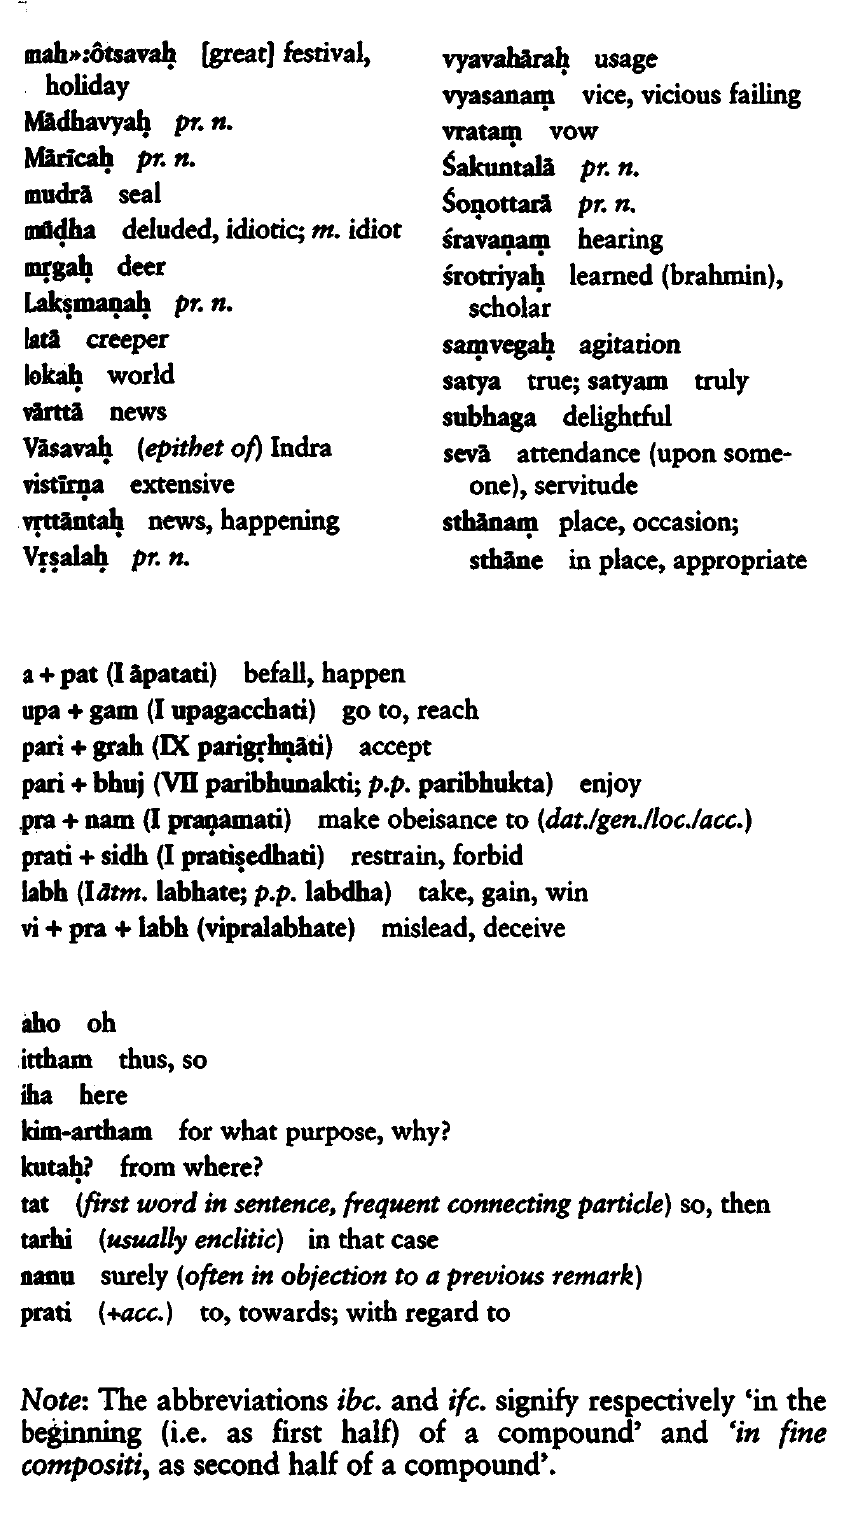 mah»:ôtsavaḥ [great] festival,
holiday
Mādhavyaḥ pr. n.
Mārīcaḥ pr. n.
mudrā seal
mūḍha deluded, idiotic; m. idiot
mṛgaḥ deer
Lakṣmaṇaḥ pr. n.
latā creeper
lokaḥ world
vārttā news
Vāsavaḥ (epithet of) Indra
vistīrṇa extensive
vṛttāntaḥ news, happening
Vṛṣalaḥ pr. n.
vyavahāraḥ usage
vyasanaṃ vice, vicious failing
vrataṃ vow
Śakuntalā pr. n.
Śoṇottarā pr. n.
śravaṇaṃ hearing
śrotriyaḥ learned (brahmin),
scholar
saṃvegaḥ agitation
satya true; satyam truly
subhaga delightful
sevā attendance (upon some-
one), servitude
sthānaṃ place, occasion;
sthāne in place, appropriate
a + pat (I āpatati) befall, happen
upa + gam (I upagacchati) go to, reach
pari + grah (IX parigṛhṇāti) accept
pari + bhuj (VII paribhunakti; p.p. paribhukta) enjoy
pra + nam (I praṇamati) make obeisance to (dat./gen./loc./acc.)
prati + sidh (I pratiṣedhati) restrain, forbid
labh (I ātm. labhate; p.p. labdha) take, gain, win
vi + pra + labh (vipralabhate) mislead, deceive
aho oh
ittham thus, so
iha here
kim-artham for what purpose, why?
kutaḥ? from where?
tat (first word in sentence, frequent connecting particle) so, then
tarhi (usually enclitic) in that case
nanu surely (often in objection to a previous remark)
prati (+acc.) to, towards; with regard to
Note: The abbreviations ibc. and ifc. signify respectively ‘in the
beginning (i.e. as first half) of a compound’ and ‘in fine
compositi, as second half of a compound’.